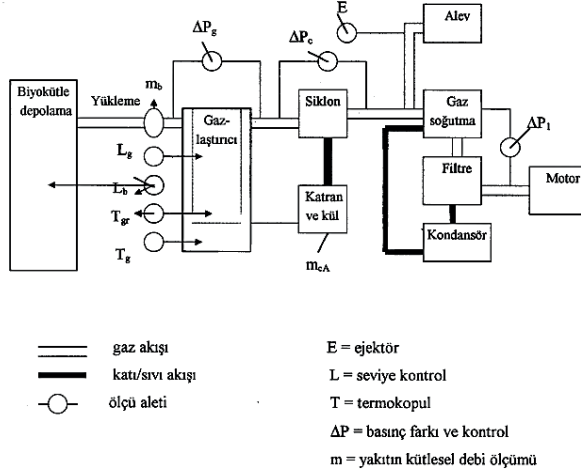 E
Alev
ΔP_g
ΔP_c
Biyokütle
depolama
Yükleme
m_b
Gaz-
laştırıcı
Siklon
Gaz
soğutma
ΔP_1
L_g
L_b
T_gr
T_g
Katran
ve kül
m_cA
Filtre
Motor
Kondansör
gaz akışı
katı/sıvı akışı
ölçü aleti
E = ejektör
L = seviye kontrol
T = termokopul
ΔP = basınç farkı ve kontrol
m = yakıtın kütlesel debi ölçümü